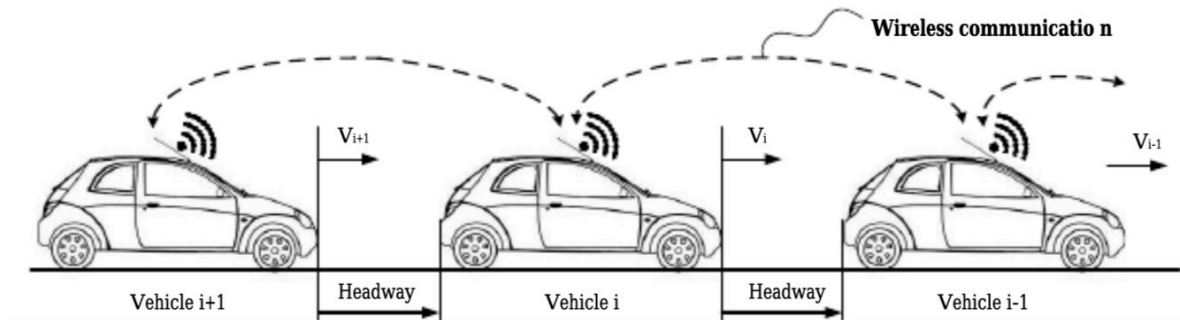 Wireless communicatio n
Vi+1
Vi
Vi-1
Vehicle i+1
Headway
Vehicle i
Headway
Vehicle i-1